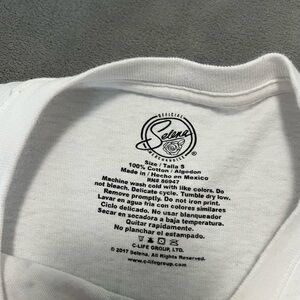 OFFICIAL
Selena
MERCHANDISE
Size / Talla S
100% Cotton / Algodon
Made in / Hecho en Mexico
RN# 86947
Machine wash cold with like colors. Do
not bleach. Delicate cycle. Tumble dry low.
Remove promptly. Do not iron print.
Lavar en agua fria con colores similares
Ciclo delicado. No usar blanqueador
Secar en secadora a baja temperatura.
Quitar rapidamente.
No planchar el estampado.
C-LIFE GROUP, LTD.
© 2017 Selena. All Rights Reserved.
www.c-lifegroup.com